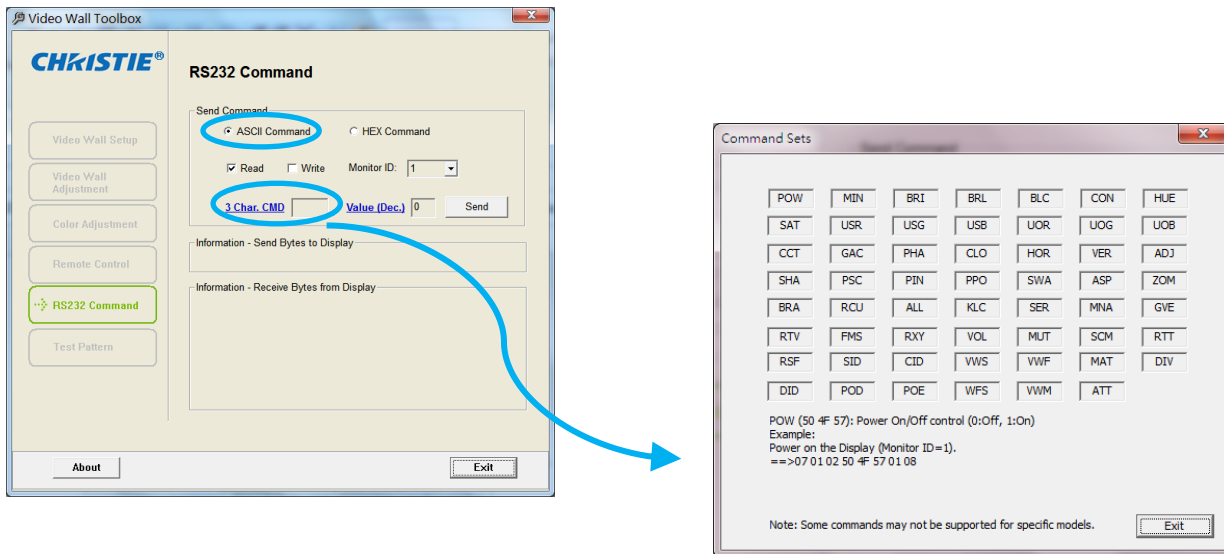 Video Wall Toolbox
CHRISTIE®
RS232 Command
Send Command
ASCII Command HEX Command
Read Write Monitor ID: 1
3 Char. CMD Value (Dec.) 0 Send
Information - Send Bytes to Display
Information - Receive Bytes from Display
Video Wall Setup
Video Wall
Adjustment
Color Adjustment
Remote Control
RS232 Command
Test Pattern
About Exit
Command Sets
POW MIN BRI BRL BLC CON HUE
SAT USR USG USB UOR UOG UOB
CCT GAC PHA CLO HOR VER ADJ
SHA PSC PIN PPO SWA ASP ZOM
BRA RCU ALL KLC SER MNA GVE
RTV FMS RXY VOL MUT SCM RTT
RSF SID CID VWS VWF MAT DIV
DID POD POE WFS VWM ATT
POW (50 4F 57): Power On/Off control (0:Off, 1:On)
Example:
Power on the Display (Monitor ID=1).
==>07 01 02 50 4F 57 01 08
Note: Some commands may not be supported for specific models.
Exit